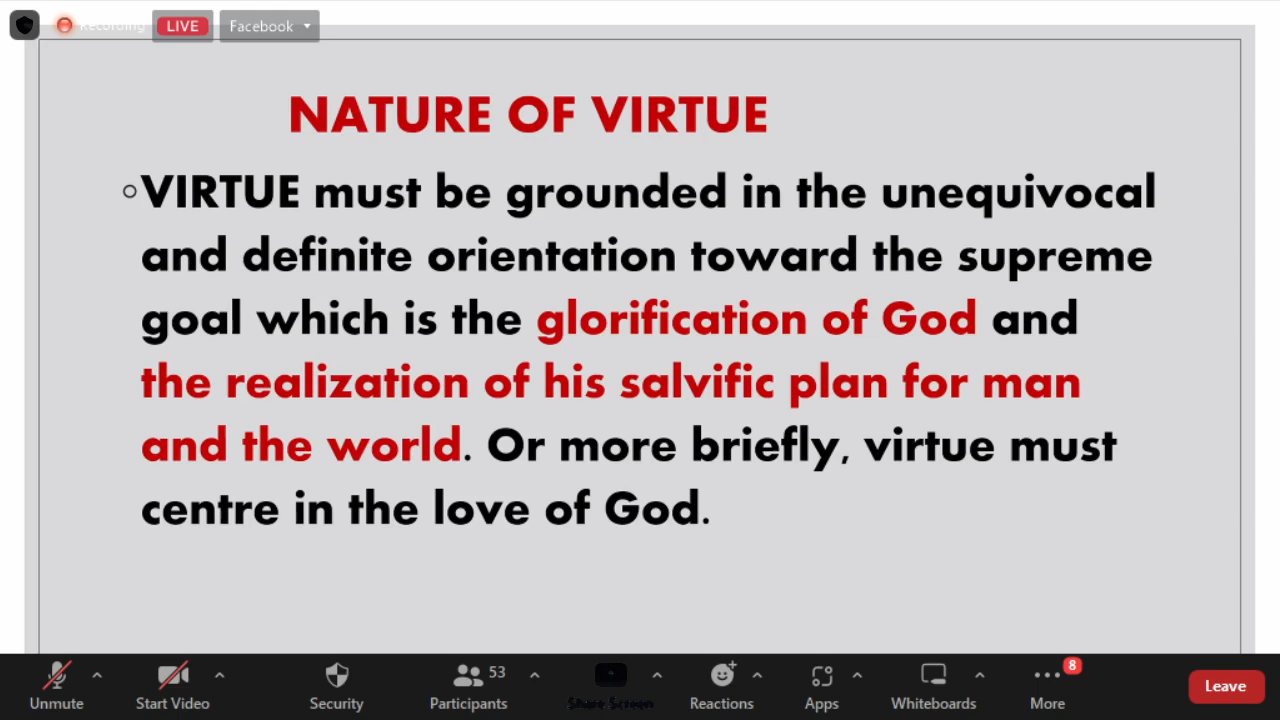 Recording LIVE Facebook
NATURE OF VIRTUE
◦VIRTUE must be grounded in the unequivocal
and definite orientation toward the supreme
goal which is the glorification of God and
the realization of his salvific plan for man
and the world. Or more briefly, virtue must
centre in the love of God.
53 8
Unmute Start Video Security Participants Share Screen Reactions Apps Whiteboards More Leave